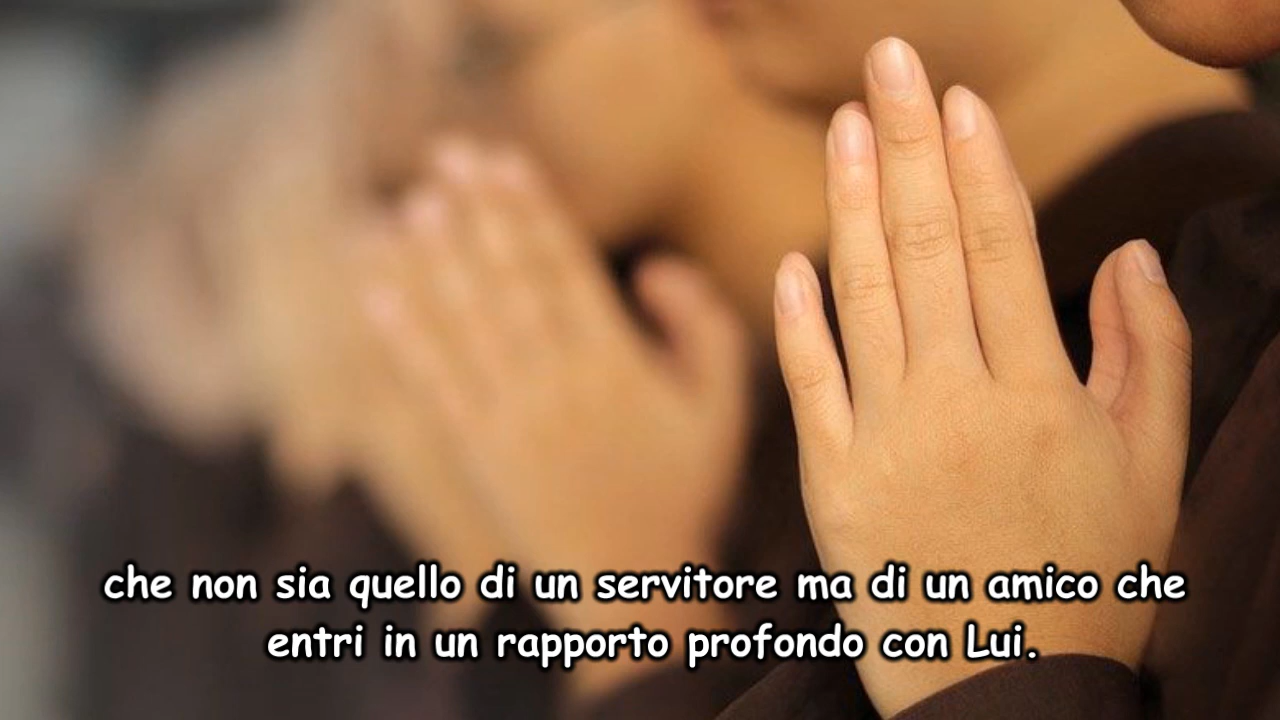 che non sia quello di un servitore ma di un amico che
entri in un rapporto profondo con Lui.